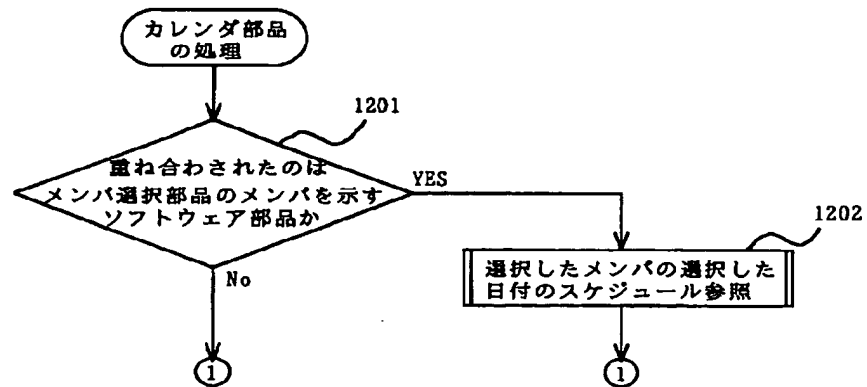 カレンダ部品
の処理
1201
重ね合わされたのは
メンバ選択部品のメンバを示す
ソフトウェア部品か
YES
1202
選択したメンバの選択した
日付のスケジュール参照
No
1
1